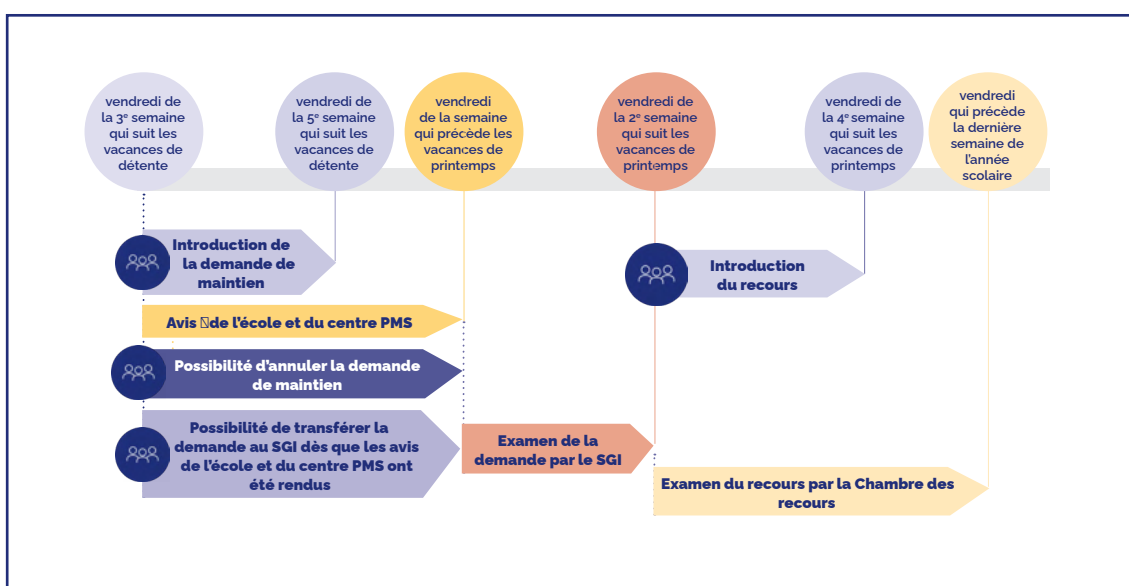 vendredi de
la 3e semaine
qui suit les
vacances de
détente
vendredi de
la 5e semaine
qui suit les
vacances de
détente
vendredi
de la semaine
qui précède les
vacances de
printemps
vendredi de
la 2e semaine
qui suit les
vacances de
printemps
vendredi de
la 4e semaine
qui suit les
vacances de
printemps
vendredi
qui précède
la dernière
semaine de
l'année
scolaire
Introduction de
la demande de
maintien
Introduction
du recours
Avis de l'école et du centre PMS
Possibilité d'annuler la demande
de maintien
Possibilité de transférer la
demande au SGI dès que les avis
de l'école et du centre PMS ont
été rendus
Examen de la
demande par le SGI
Examen du recours par la Chambre des
recours